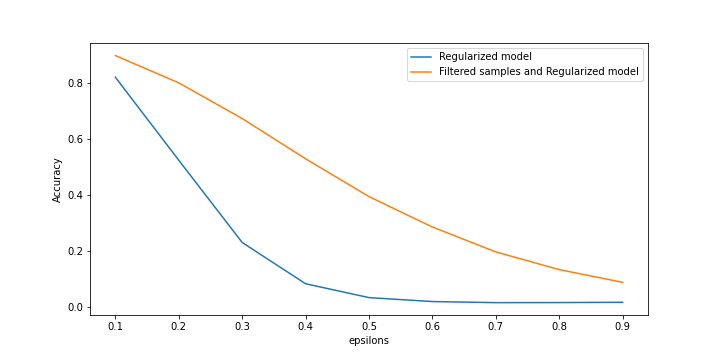 Regularized model
Filtered samples and Regularized model
Accuracy
0.8
0.6
0.4
0.2
0.0
0.1 0.2 0.3 0.4 0.5 0.6 0.7 0.8 0.9
epsilons